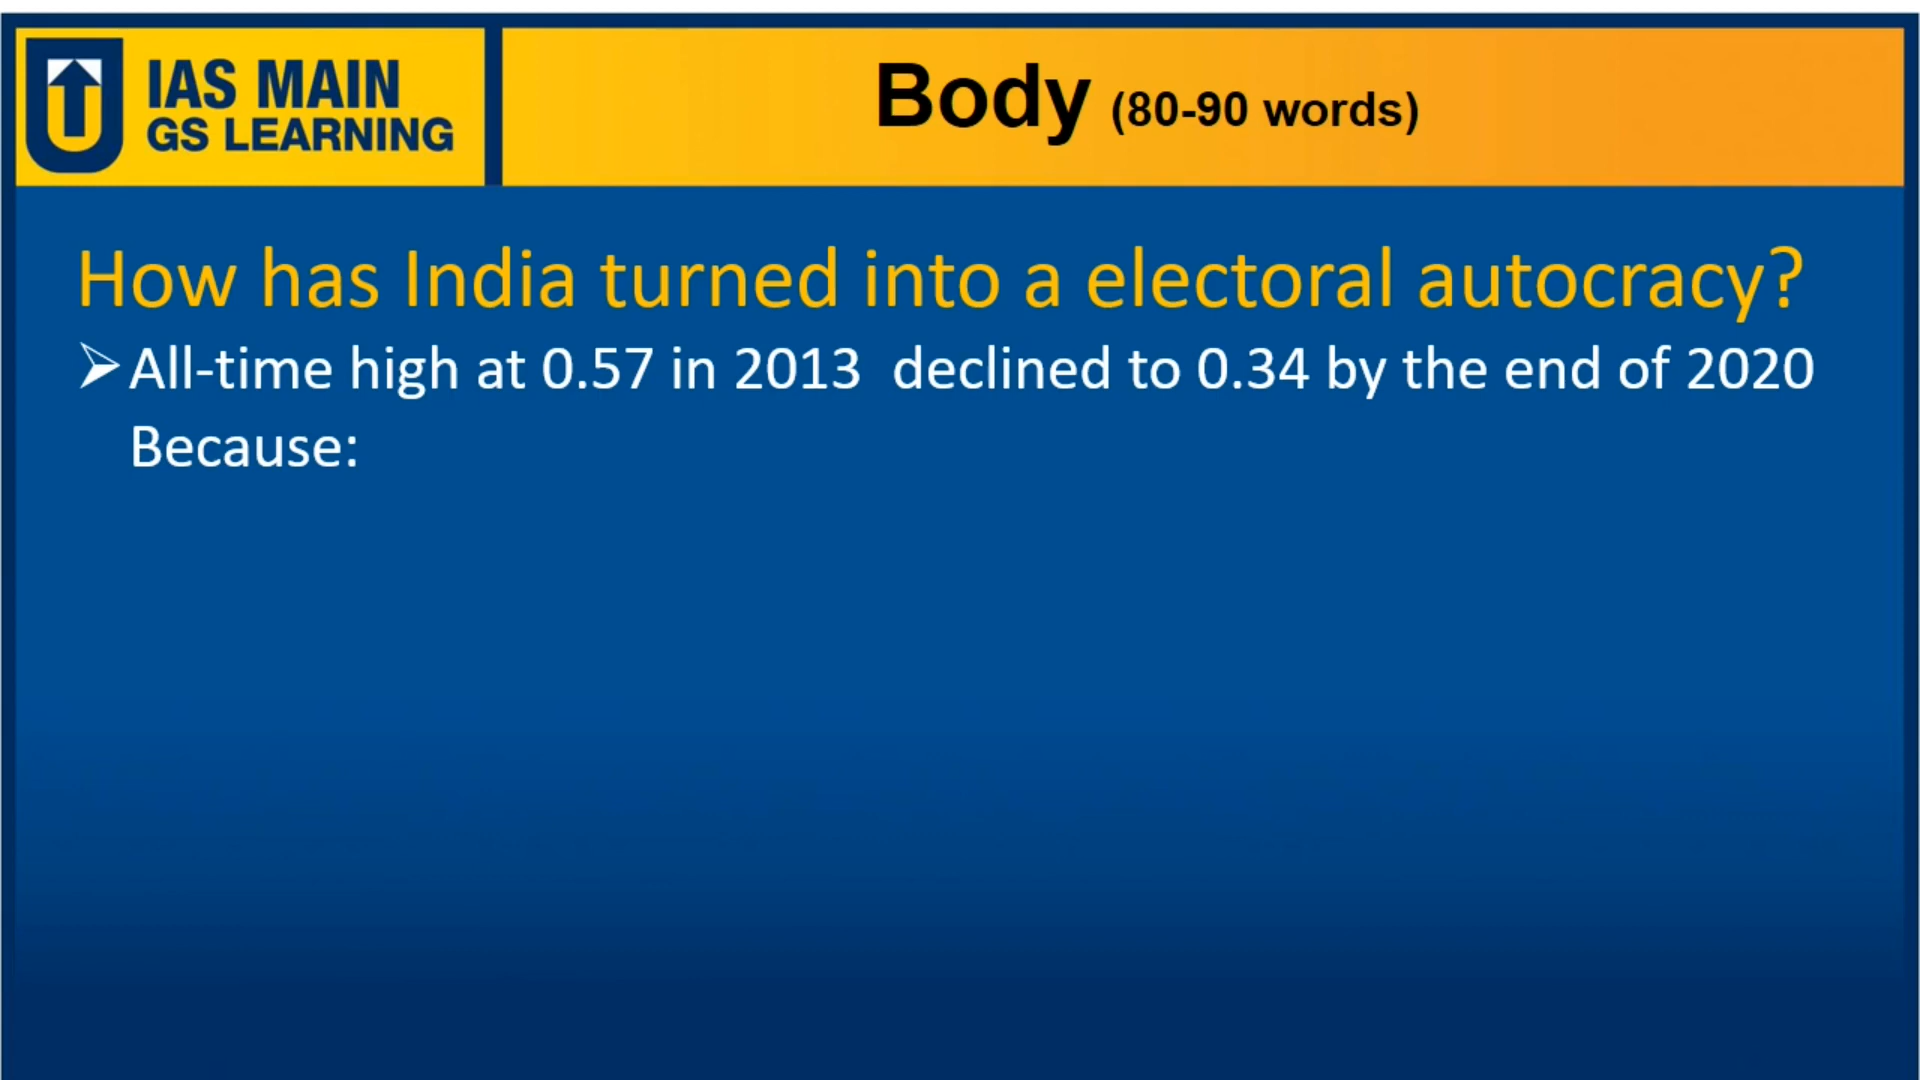 IAS MAIN
GS LEARNING
Body (80-90 words)
How has India turned into a electoral autocracy?
All-time high at 0.57 in 2013 declined to 0.34 by the end of 2020
Because: